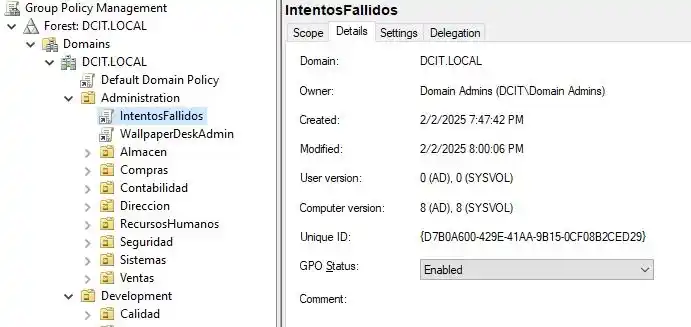 Group Policy Management
Forest: DCIT.LOCAL
Domains
DCIT.LOCAL
Default Domain Policy
Administration
IntentosFallidos
WallpaperDeskAdmin
Almacen
Compras
Contabilidad
Direccion
RecursosHumanos
Seguridad
Sistemas
Ventas
Development
Calidad
IntentosFallidos
Scope Details Settings Delegation
Domain: DCIT.LOCAL
Owner: Domain Admins (DCIT\Domain Admins)
Created: 2/2/2025 7:47:42 PM
Modified: 2/2/2025 8:00:06 PM
User version: 0 (AD), 0 (SYSVOL)
Computer version: 8 (AD), 8 (SYSVOL)
Unique ID: {D7B0A600-429E-41AA-9B15-0CF08B2CED29}
GPO Status: Enabled
Comment: